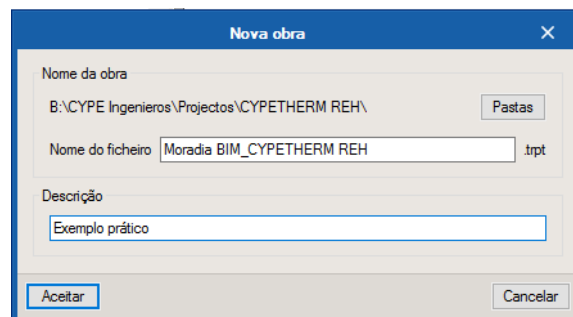 Nova obra
Nome da obra
B:\CYPE Ingenieros\Projectos\CYPETHERM REH\ Pastas
Nome do ficheiro Moradia BIM_CYPETHERM REH .trpt
Descrição
Exemplo prático
Aceitar Cancelar